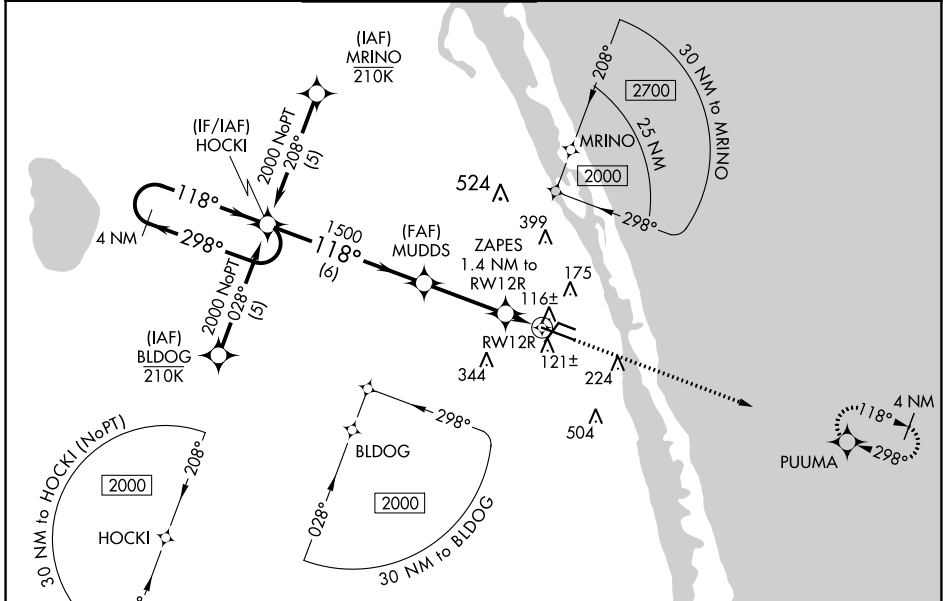 (IAF)
MRINO
210K
2000 NoPT
208°
(5)
(IF/IAF)
HOCKI
118°
298°
4 NM
2000 NoPT
028°
(5)
(IAF)
BLDOG
210K
1500
118°
(6)
(FAF)
MUDDS
ZAPES
1.4 NM to
RW12R
RW12R
524
399
175
116±
121±
344
224
504
208°
30 NM to MRINO
2700
25 NM
MRINO
2000
298°
4 NM
118°
298°
PUUMA
30 NM to HOCKI (NoPT)
2000
208°
HOCKI
298°
BLDOG
2000
028°
30 NM to BLDOG